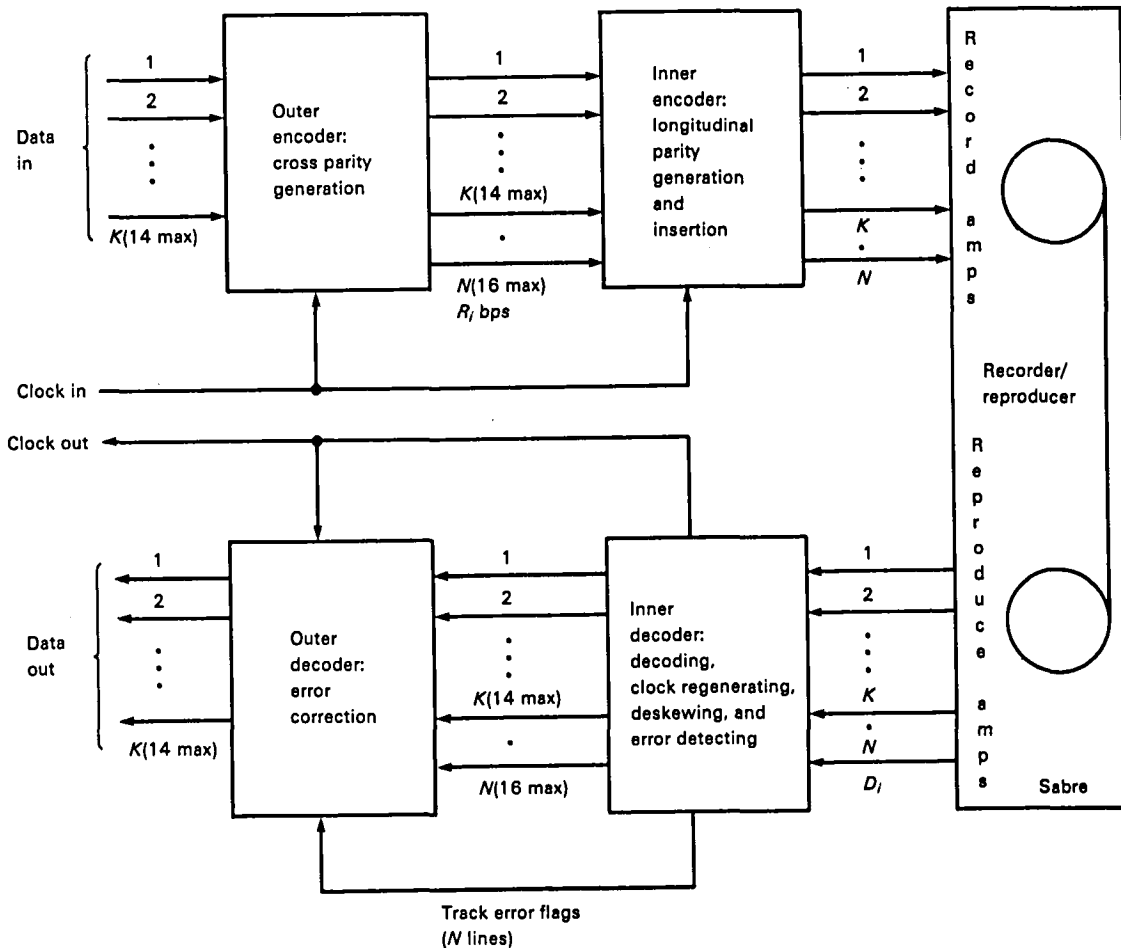 Data
in
1
2
K(14 max)
Outer
encoder:
cross parity
generation
1
2
K(14 max)
N(16 max)
R_i bps
Inner
encoder:
longitudinal
parity
generation
and
insertion
1
2
K
N
Record amps
Clock in
Clock out
Recorder/
reproducer
Reproduce amps
Sabre
Data
out
1
2
K(14 max)
Outer
decoder:
error
correction
1
2
K(14 max)
N(16 max)
Inner
decoder:
decoding,
clock regenerating,
deskewing, and
error detecting
1
2
K
N
D_i
Track error flags
(N lines)